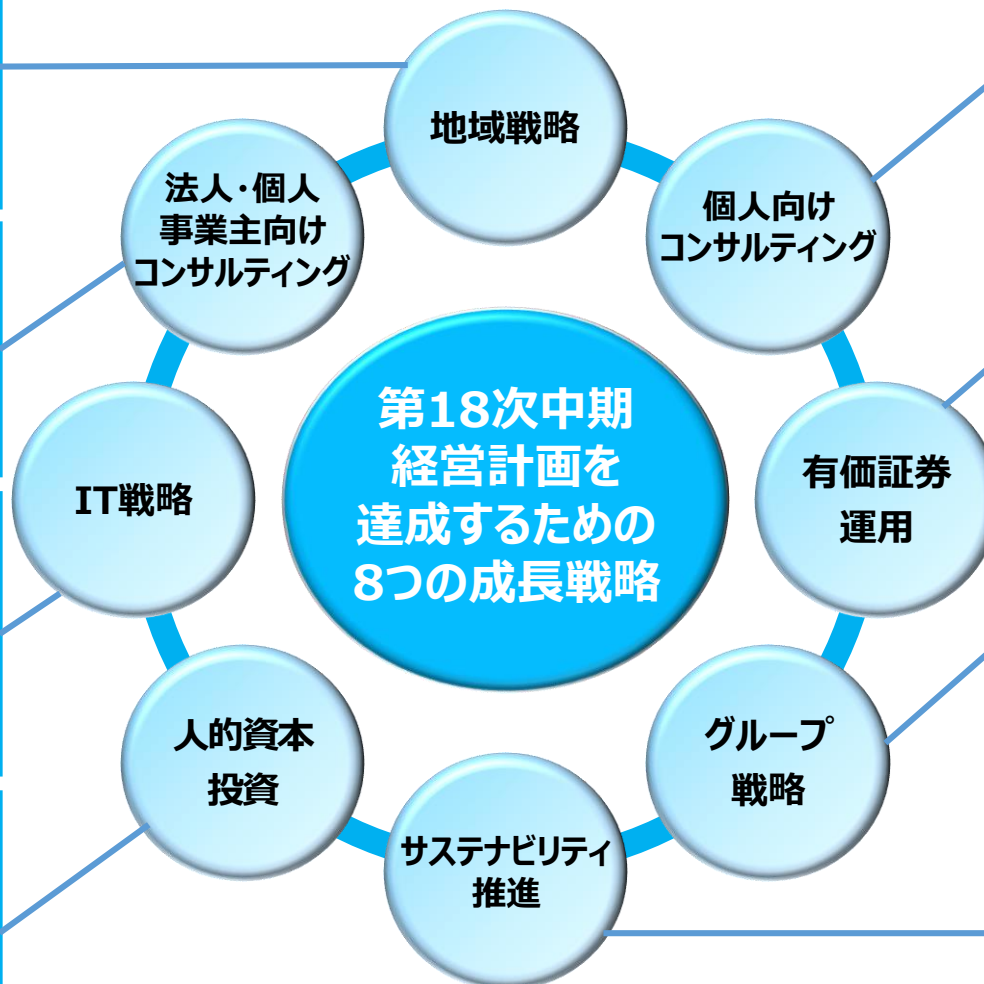 地域戦略
法人・個人
事業主向け
コンサルティング
個人向け
コンサルティング
第18次中期
経営計画を
達成するための
8つの成長戦略
IT戦略
有価証券
運用
人的資本
投資
グループ
戦略
サステナビリティ
推進